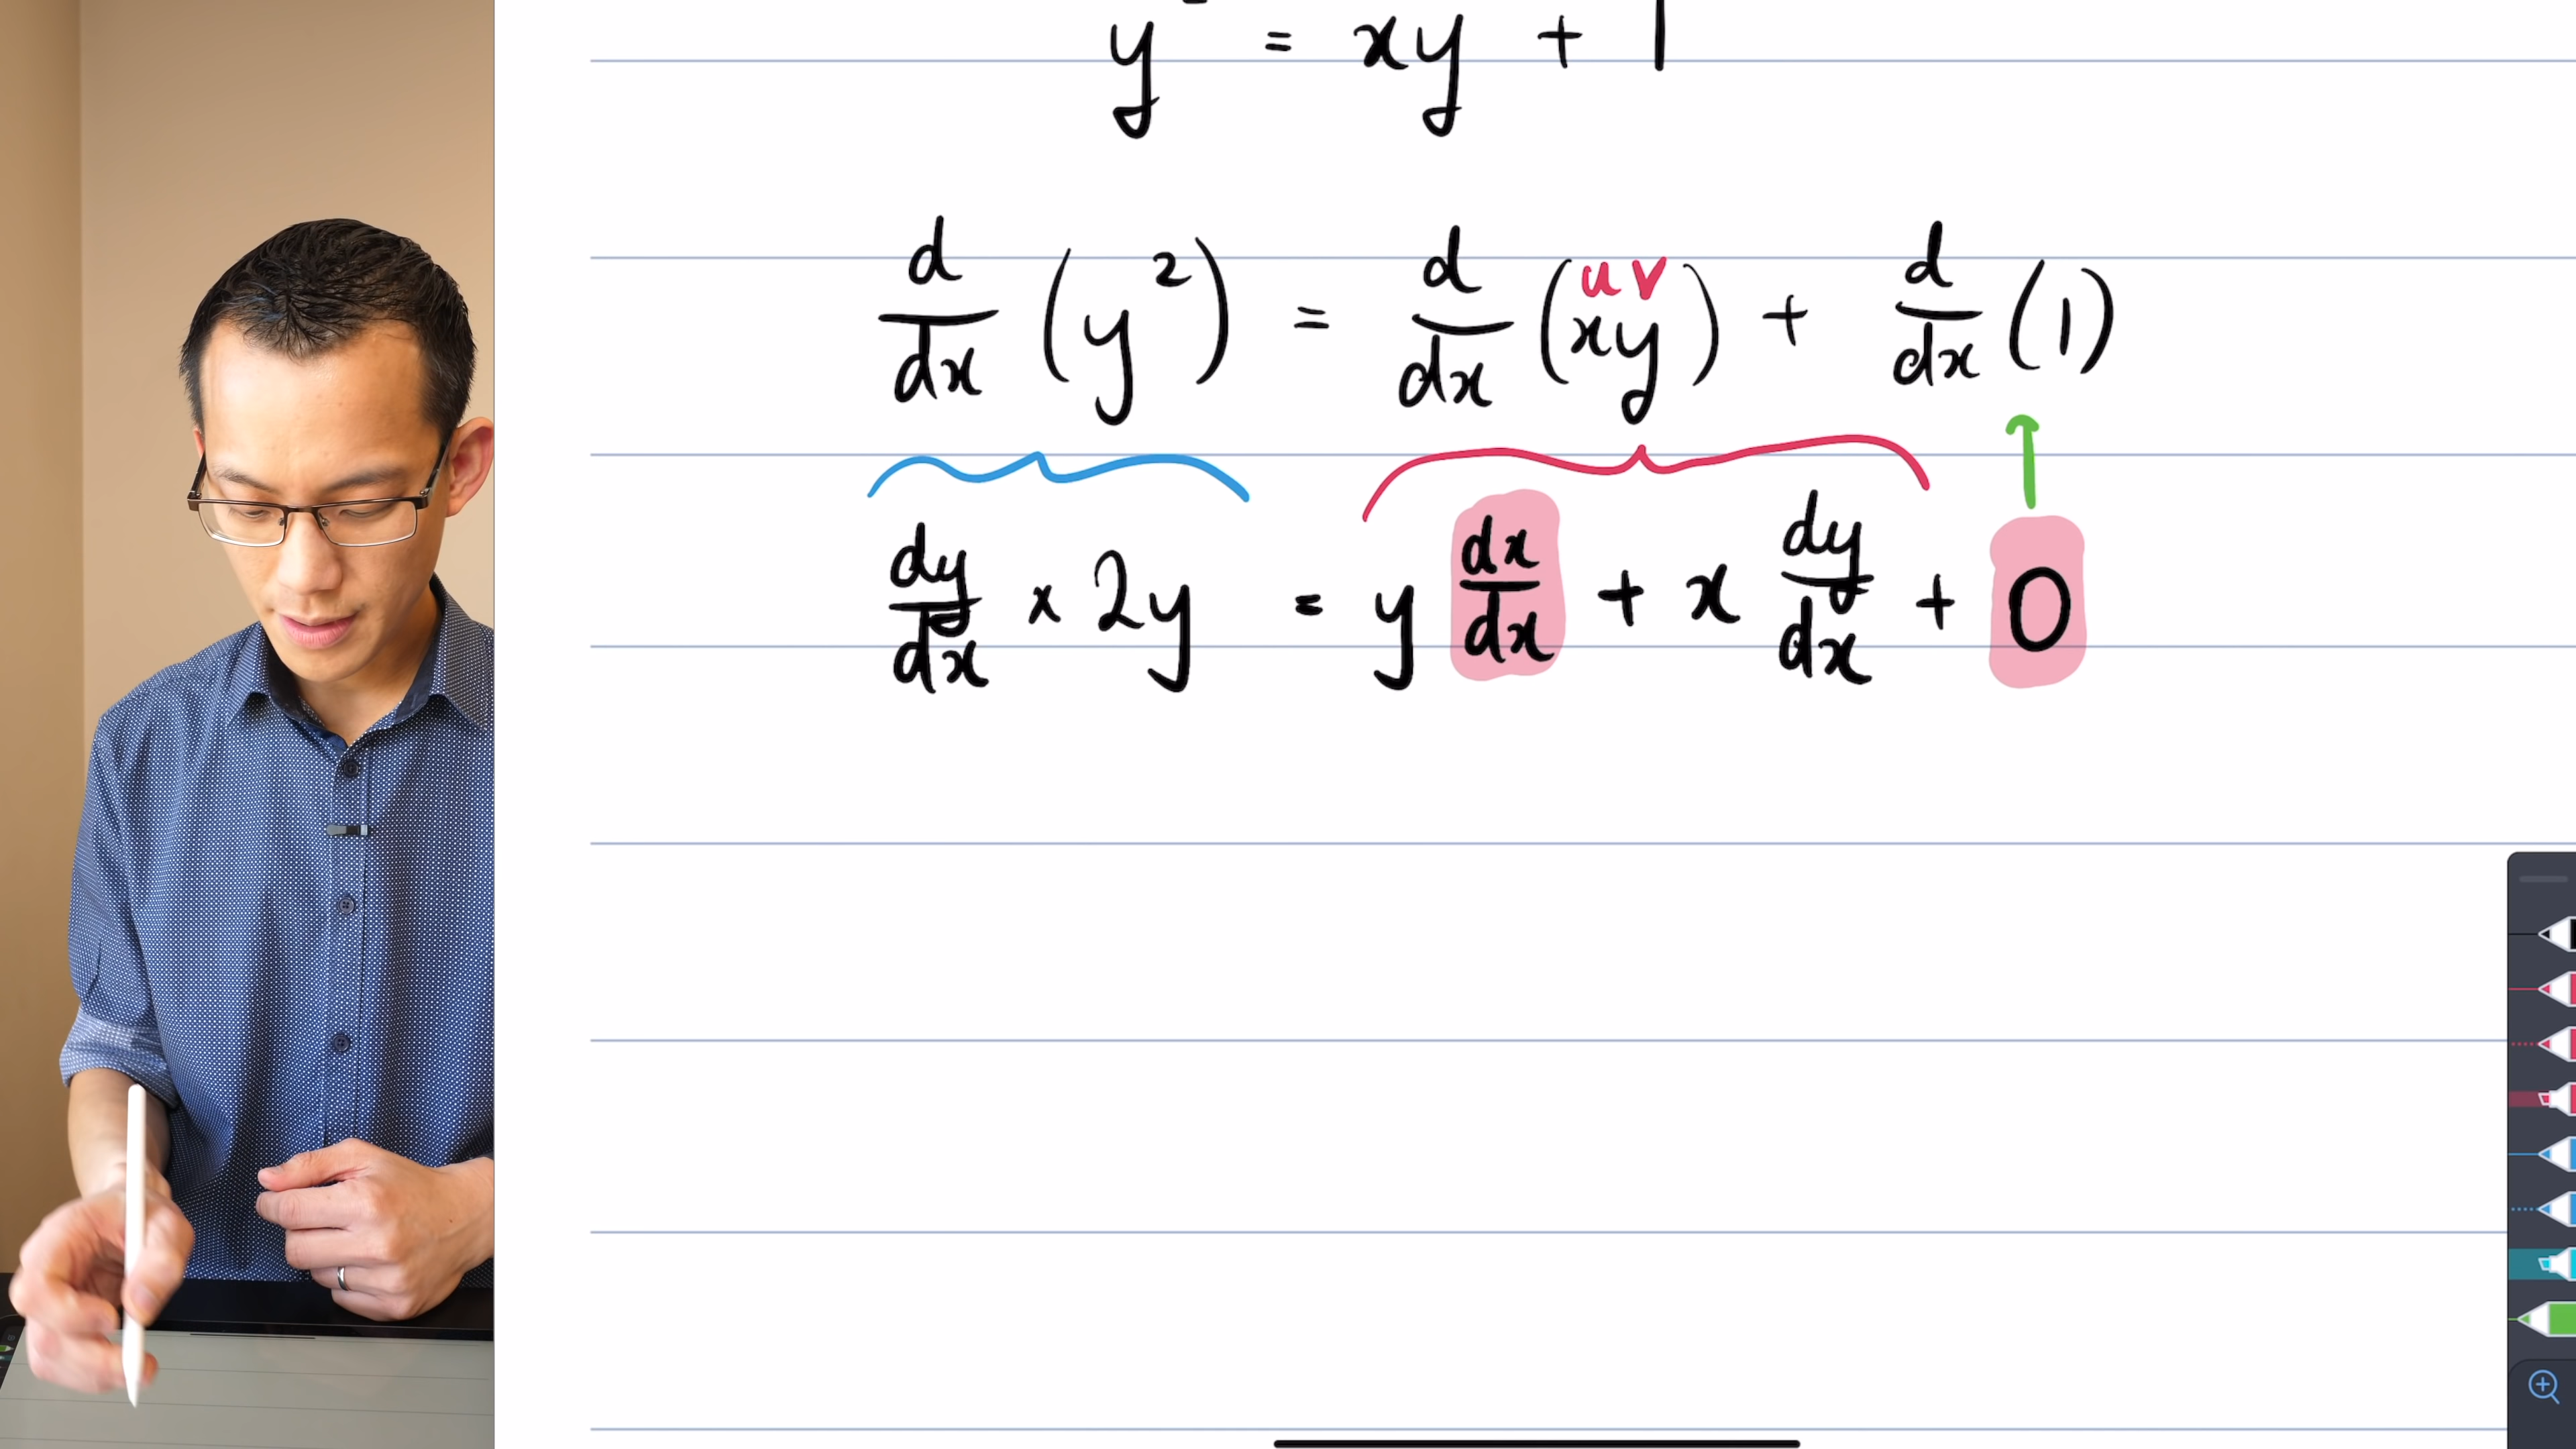 y² = xy + 1
d/dx (y²) = d/dx (xy) + d/dx (1)
u v
dy/dx × 2y = y dx/dx + x dy/dx + 0